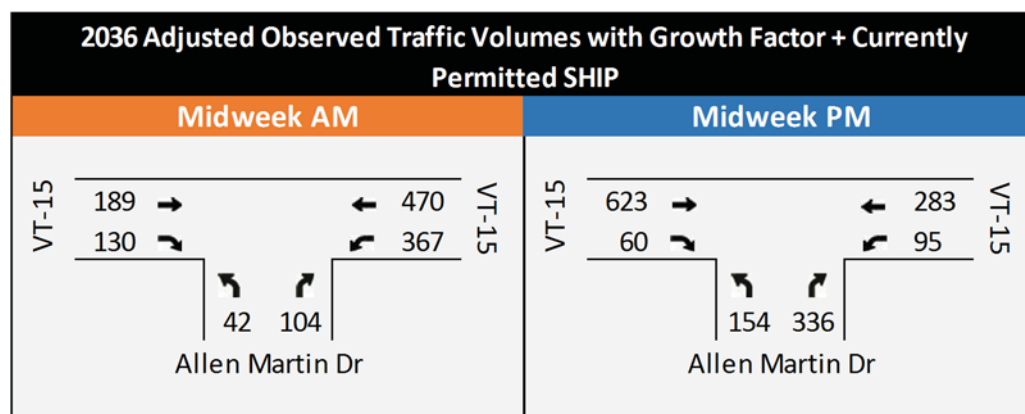 2036 Adjusted Observed Traffic Volumes with Growth Factor + Currently
Permitted SHIP
Midweek AM
VT-15
189
470
130
367
VT-15
42 104
Allen Martin Dr
Midweek PM
VT-15
623
283
60
95
VT-15
154 336
Allen Martin Dr